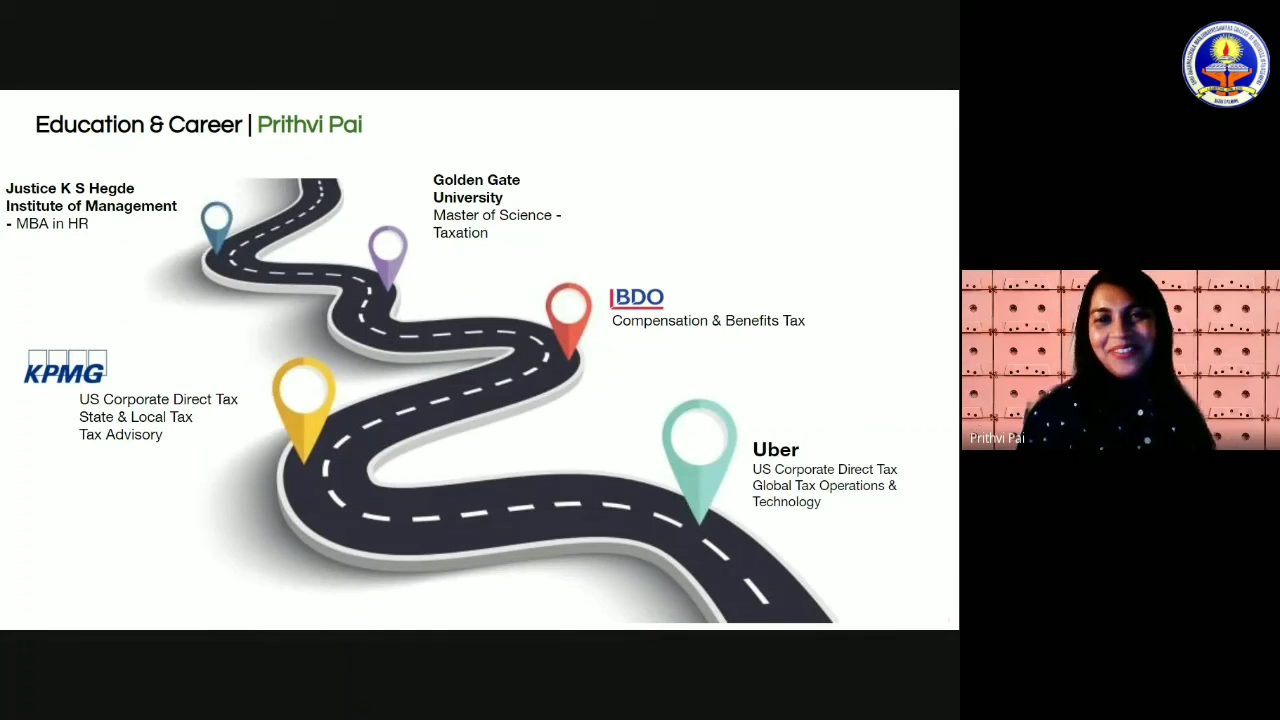 Education & Career | Prithvi Pai
Justice K S Hegde
Institute of Management
- MBA in HR
Golden Gate
University
Master of Science -
Taxation
BDO
Compensation & Benefits Tax
KPMG
US Corporate Direct Tax
State & Local Tax
Tax Advisory
Uber
US Corporate Direct Tax
Global Tax Operations &
Technology
Prithvi Pai